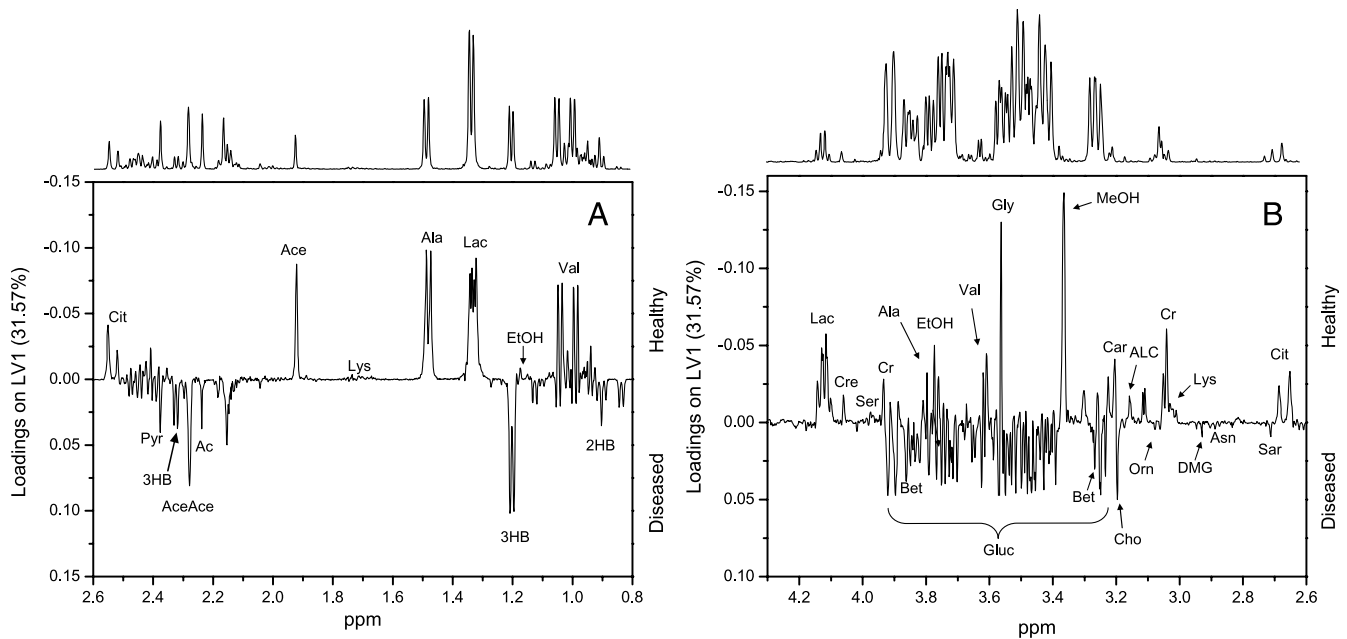 A
Loadings on LV1 (31.57%)
-0.15
-0.10
-0.05
0.00
0.05
0.10
0.15
Cit
Ace
Ala
Lac
Val
EtOH
Lys
Pyr
3HB
Ac
AceAce
3HB
2HB
Healthy
Diseased
2.6 2.4 2.2 2.0 1.8 1.6 1.4 1.2 1.0 0.8
ppm
B
Loadings on LV1 (31.57%)
-0.15
-0.10
-0.05
0.00
0.05
0.10
MeOH
Gly
Val
Ala
EtOH
Lac
Cr
Cre
Ser
Car
ALC
Cr
Lys
Cit
Bet
Gluc
Bet
Cho
Orn
DMG
Asn
Sar
Healthy
Diseased
4.2 3.9 3.6 3.4 3.2 3.0 2.8 2.6
ppm